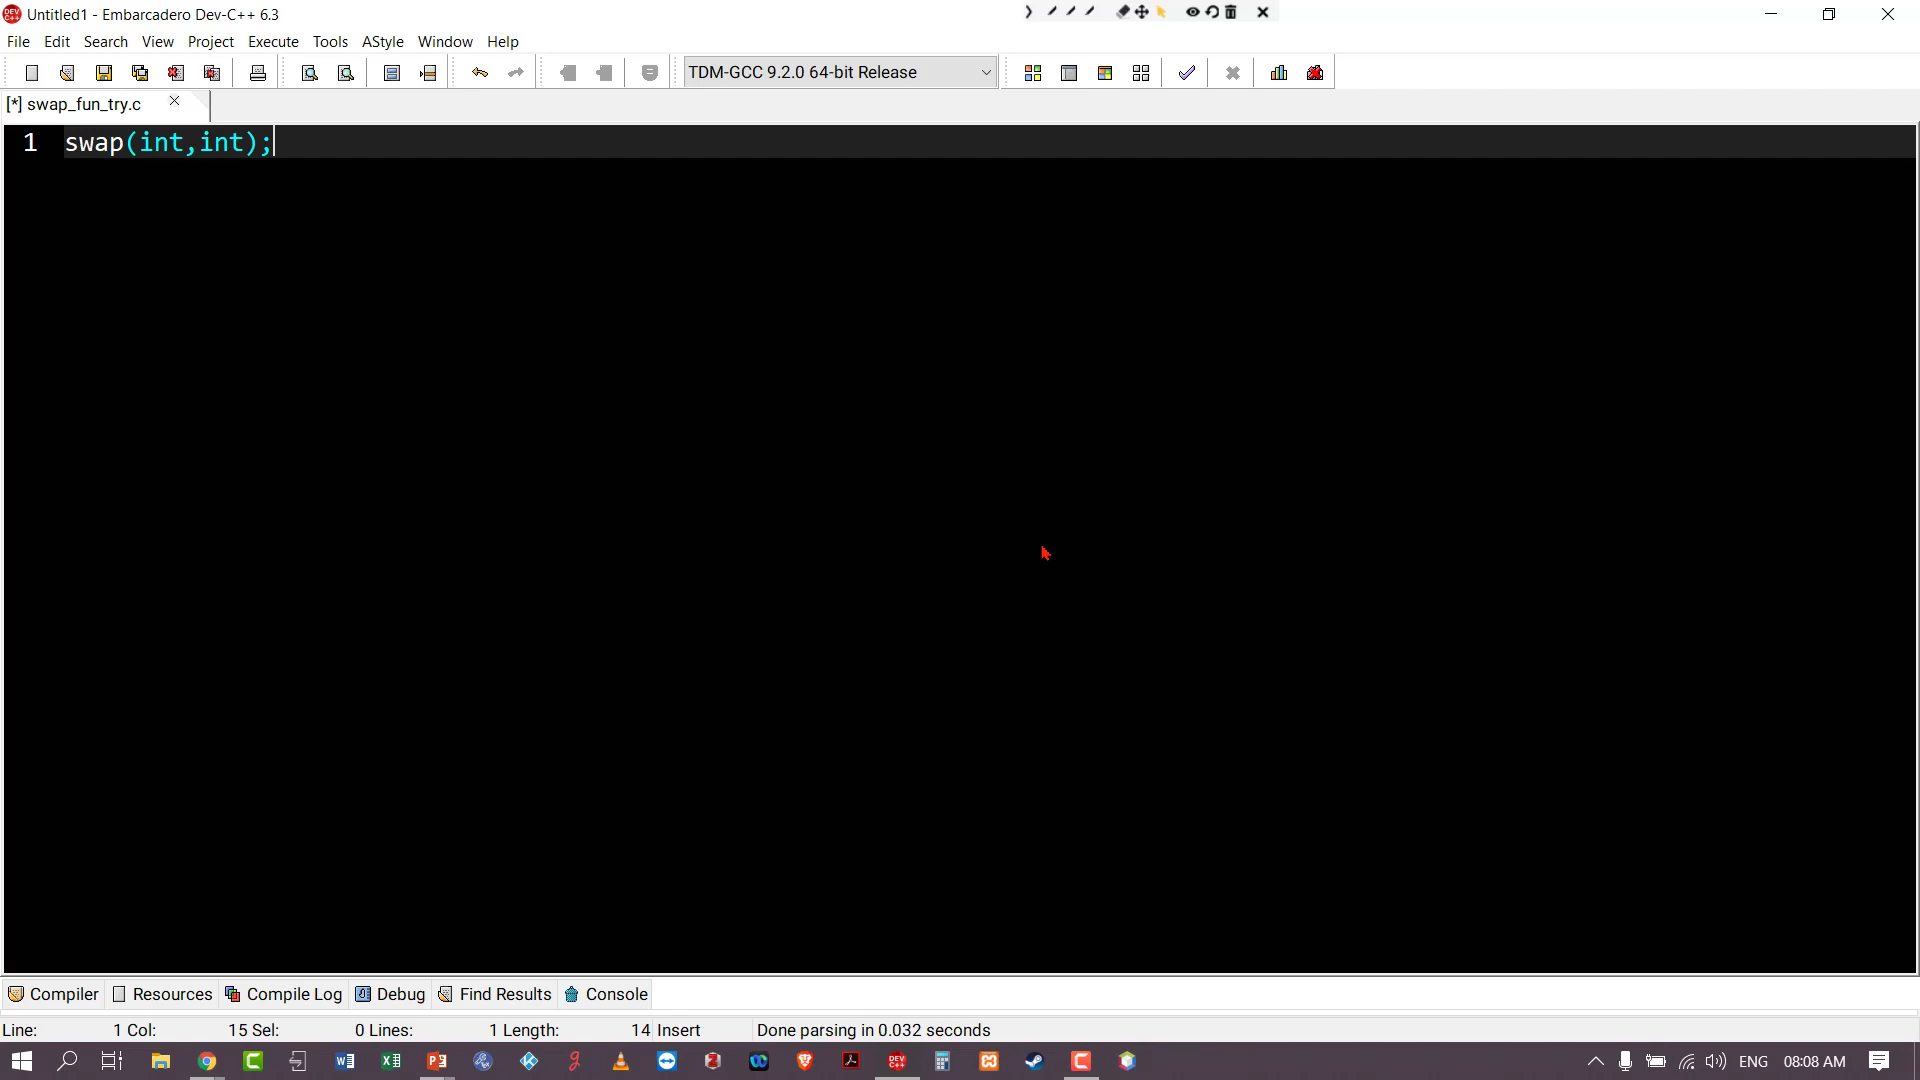 Untitled1 - Embarcadero Dev-C++ 6.3
File Edit Search View Project Execute Tools AStyle Window Help
TDM-GCC 9.2.0 64-bit Release
[*] swap_fun_try.c
1 swap(int,int);
Compiler Resources Compile Log Debug Find Results Console
Line: 1 Col: 15 Sel: 0 Lines: 1 Length: 14 Insert Done parsing in 0.032 seconds
ENG 08:08 AM